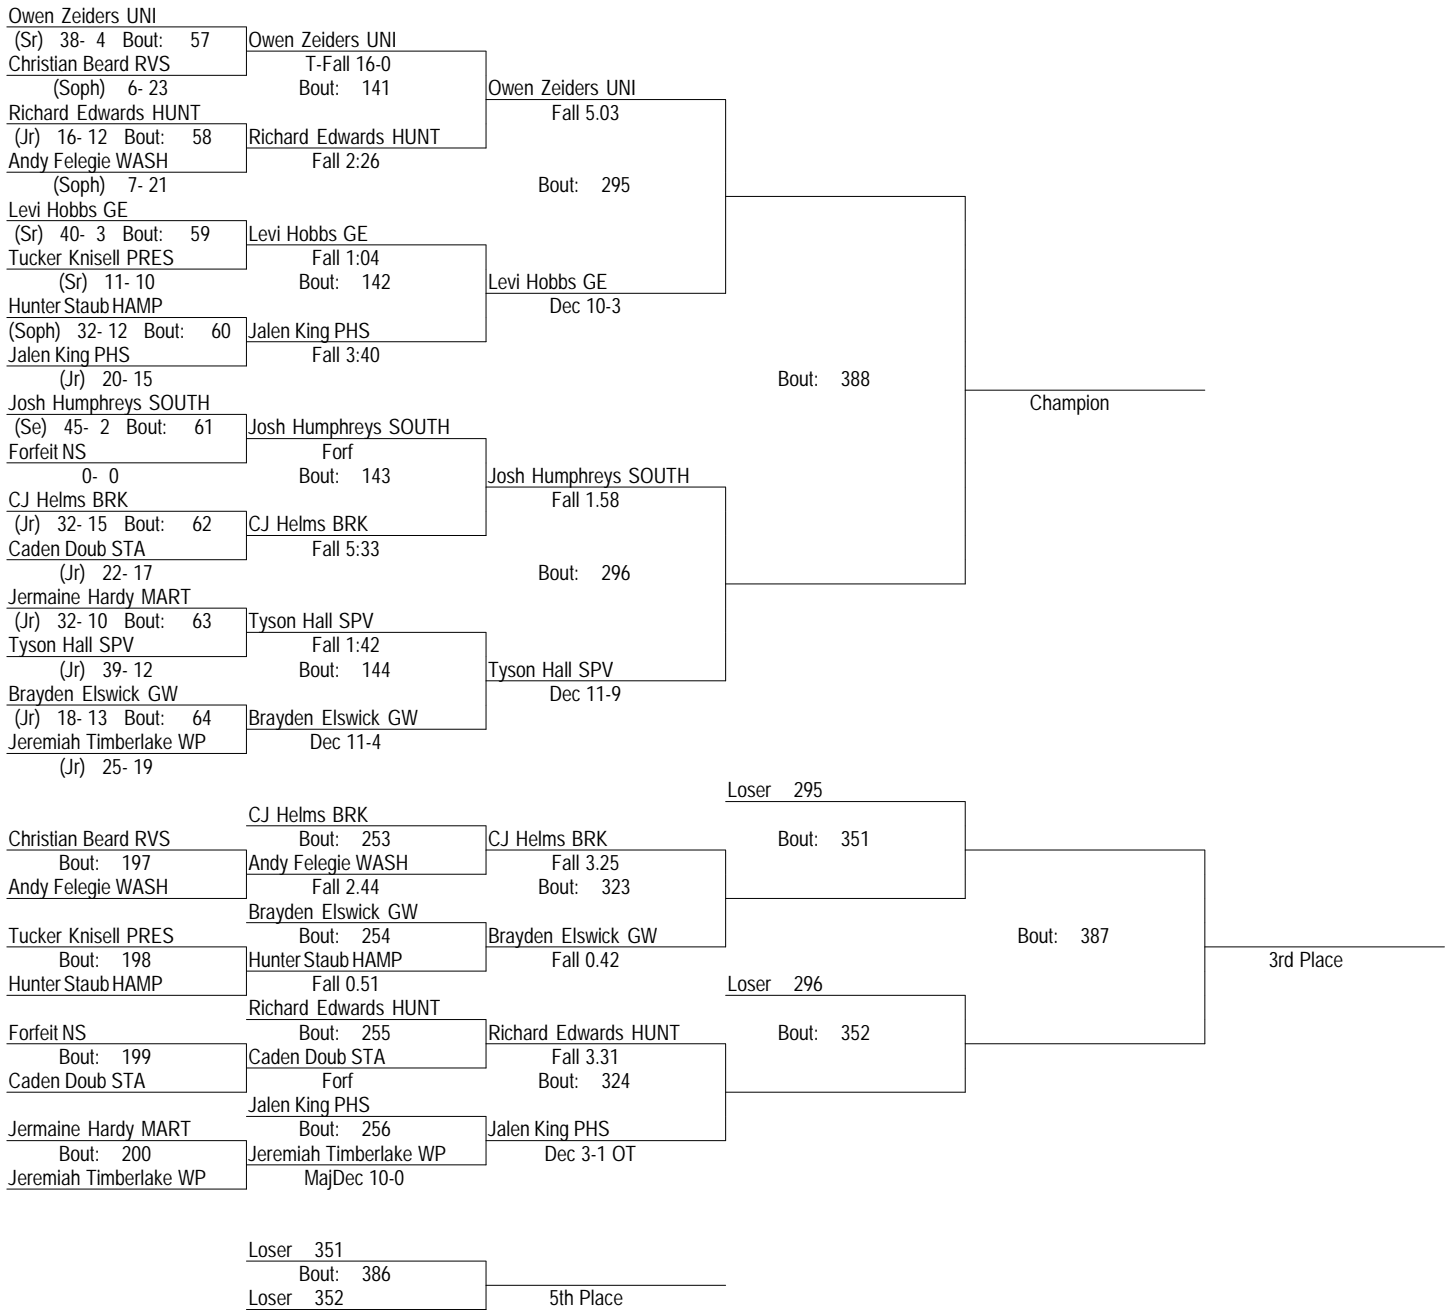 Owen Zeiders UNI
(Sr) 38- 4 Bout: 57 Owen Zeiders UNI
Christian Beard RVS T-Fall 16-0
(Soph) 6- 23 Bout: 141 Owen Zeiders UNI
Richard Edwards HUNT Fall 5.03
(Jr) 16- 12 Bout: 58 Richard Edwards HUNT
Andy Felegie WASH Fall 2:26
(Soph) 7- 21 Bout: 295
Levi Hobbs GE
(Sr) 40- 3 Bout: 59 Levi Hobbs GE
Tucker Knisell PRES Fall 1:04
(Sr) 11- 10 Bout: 142 Levi Hobbs GE
Hunter Staub HAMP Dec 10-3
(Soph) 32- 12 Bout: 60 Jalen King PHS
Jalen King PHS Fall 3:40
(Jr) 20- 15 Bout: 388
Josh Humphreys SOUTH Champion
(Se) 45- 2 Bout: 61 Josh Humphreys SOUTH
Forfeit NS Forf
0- 0 Bout: 143 Josh Humphreys SOUTH
CJ Helms BRK Fall 1.58
(Jr) 32- 15 Bout: 62 CJ Helms BRK
Caden Doub STA Fall 5:33
(Jr) 22- 17 Bout: 296
Jermaine Hardy MART
(Jr) 32- 10 Bout: 63 Tyson Hall SPV
Tyson Hall SPV Fall 1:42
(Jr) 39- 12 Bout: 144 Tyson Hall SPV
Brayden Elswick GW Dec 11-9
(Jr) 18- 13 Bout: 64 Brayden Elswick GW
Jeremiah Timberlake WP Dec 11-4
(Jr) 25- 19
Loser 295
CJ Helms BRK
Christian Beard RVS Bout: 253 CJ Helms BRK Bout: 351
Bout: 197 Andy Felegie WASH Fall 3.25
Andy Felegie WASH Fall 2.44 Bout: 323
Brayden Elswick GW
Tucker Knisell PRES Bout: 254 Brayden Elswick GW Bout: 387
Bout: 198 Hunter Staub HAMP Fall 0.42 3rd Place
Hunter Staub HAMP Fall 0.51 Loser 296
Richard Edwards HUNT
Forfeit NS Bout: 255 Richard Edwards HUNT Bout: 352
Bout: 199 Caden Doub STA Fall 3.31
Caden Doub STA Forf Bout: 324
Jalen King PHS
Jermaine Hardy MART Bout: 256 Jalen King PHS
Bout: 200 Jeremiah Timberlake WP Dec 3-1 OT
Jeremiah Timberlake WP MajDec 10-0
Loser 351
Bout: 386
Loser 352 5th Place